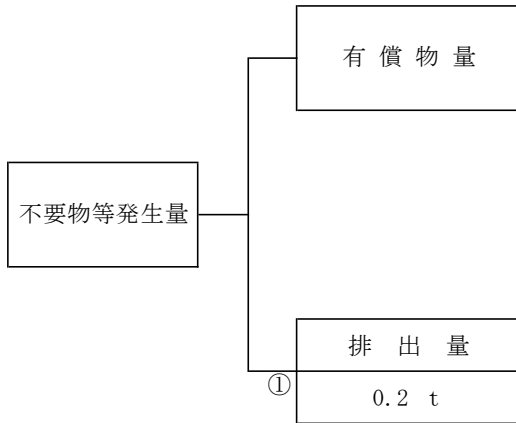 有償物量
不要物等発生量
排出量
①
0.2 t